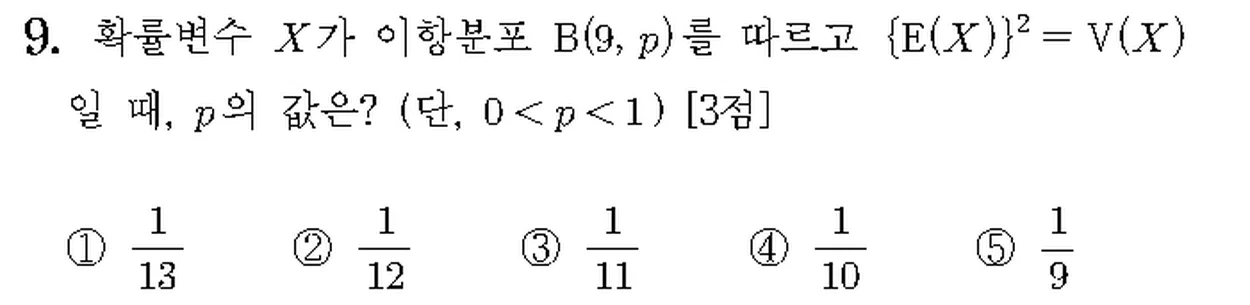 9. 확률변수 X가 이항분포 B(9, p)를 따르고 {E(X)}² = V(X)
일 때, p의 값은? (단, 0 < p < 1) [3점]
① 1/13 ② 1/12 ③ 1/11 ④ 1/10 ⑤ 1/9